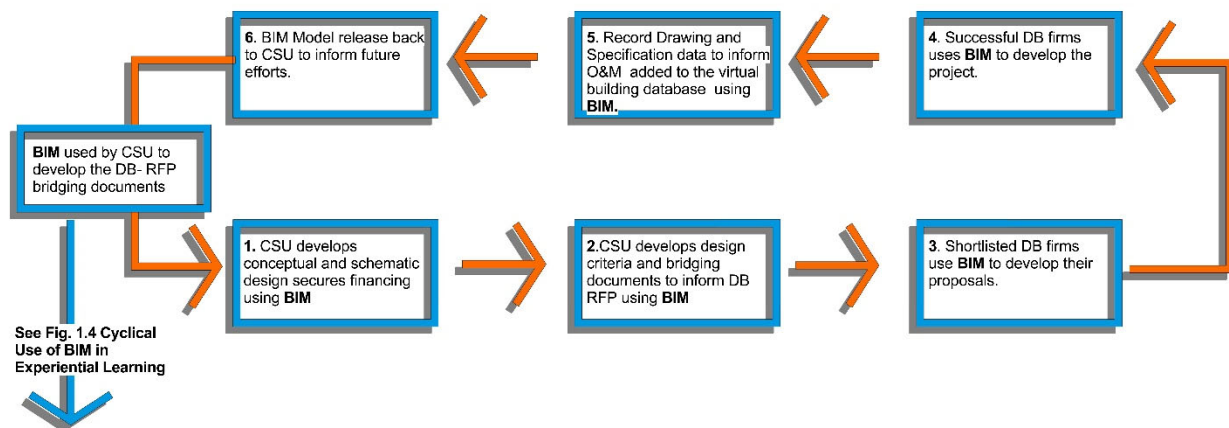 6. BIM Model release back
to CSU to inform future
efforts.
5. Record Drawing and
Specification data to inform
O&M added to the virtual
building database using
BIM.
4. Successful DB firms
uses BIM to develop the
project.
BIM used by CSU to
develop the DB- RFP
bridging documents
1. CSU develops
conceptual and schematic
design secures financing
using BIM
2.CSU develops design
criteria and bridging
documents to inform DB
RFP using BIM
3. Shortlisted DB firms
use BIM to develop their
proposals.
See Fig. 1.4 Cyclical
Use of BIM in
Experiential Learning